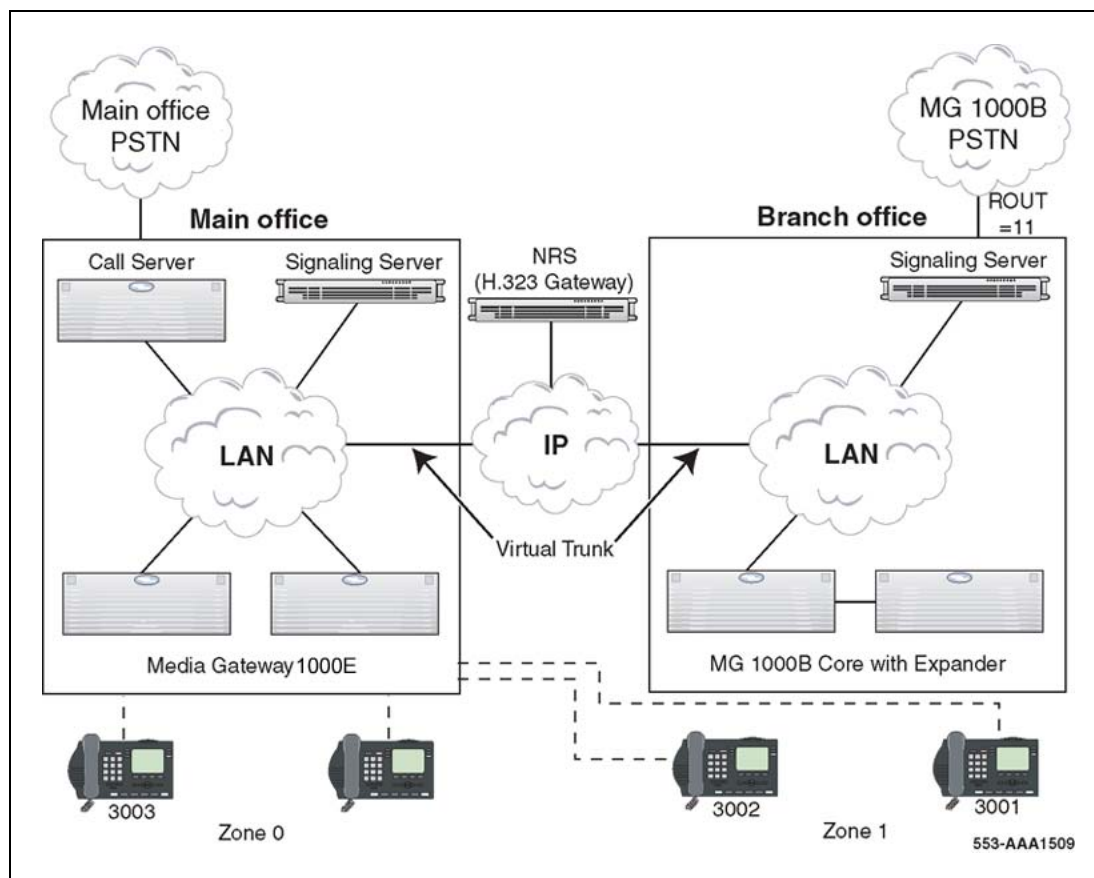 Main office
PSTN
MG 1000B
PSTN
ROUT
=11
Main office
Branch office
Call Server
Signaling Server
NRS
(H.323 Gateway)
Signaling Server
LAN
IP
LAN
Virtual Trunk
Media Gateway1000E
MG 1000B Core with Expander
3003
3002
3001
Zone 0
Zone 1
553-AAA1509